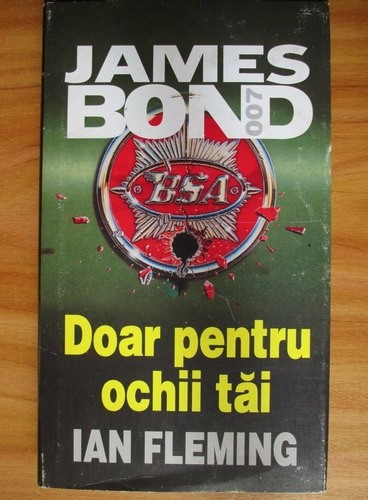 JAMES
BOND 007
BSA
Doar pentru
ochii tăi
IAN FLEMING